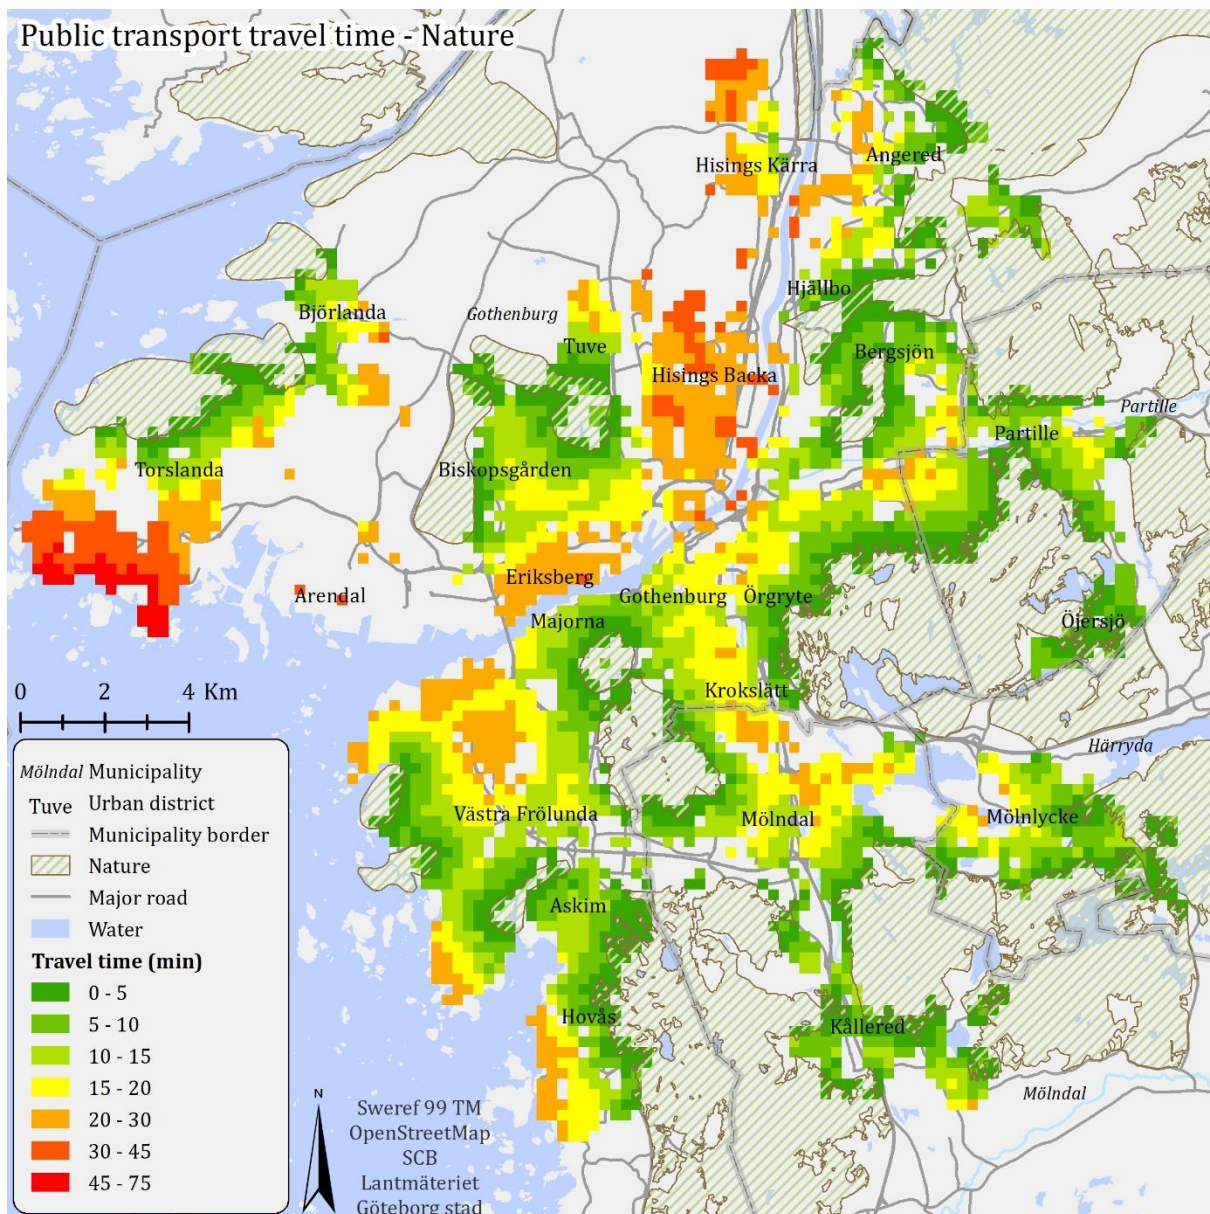 Public transport travel time - Nature
Hisings Kärra
Angered
Hjällbo
Björlanda
Gothenburg
Tuve
Bergsjön
Hisings Backa
Partille
Partille
Torslanda
Biskopsgården
Eriksberg
Arendal
Gothenburg
Örgryte
Majorna
Öjersjö
Krokslätt
0 2 4 Km
Härryda
Mölndal Municipality
Tuve Urban district
Municipality border
Nature
Major road
Water
Travel time (min)
0 - 5
5 - 10
10 - 15
15 - 20
20 - 30
30 - 45
45 - 75
Västra Frölunda
Mölndal
Mölnlycke
Askim
Hovås
Kållered
Mölndal
N
Sweref 99 TM
OpenStreetMap
SCB
Lantmäteriet
Göteborg stad